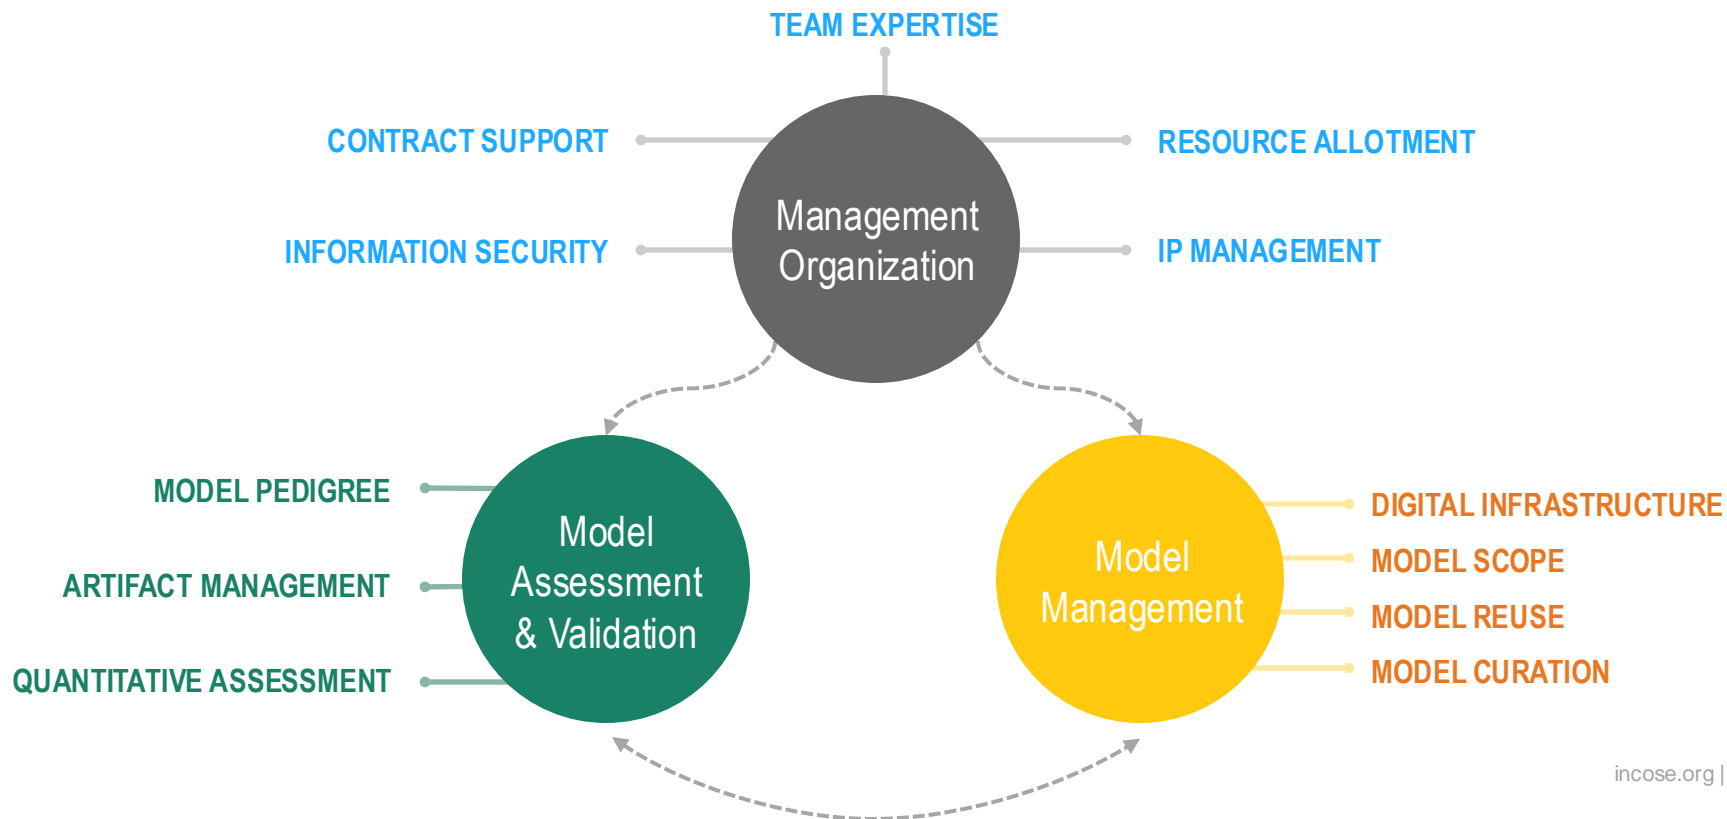 TEAM EXPERTISE
CONTRACT SUPPORT
RESOURCE ALLOTMENT
INFORMATION SECURITY
IP MANAGEMENT
Management
Organization
MODEL PEDIGREE
ARTIFACT MANAGEMENT
QUANTITATIVE ASSESSMENT
Model
Assessment
& Validation
Model
Management
DIGITAL INFRASTRUCTURE
MODEL SCOPE
MODEL REUSE
MODEL CURATION
incose.org |